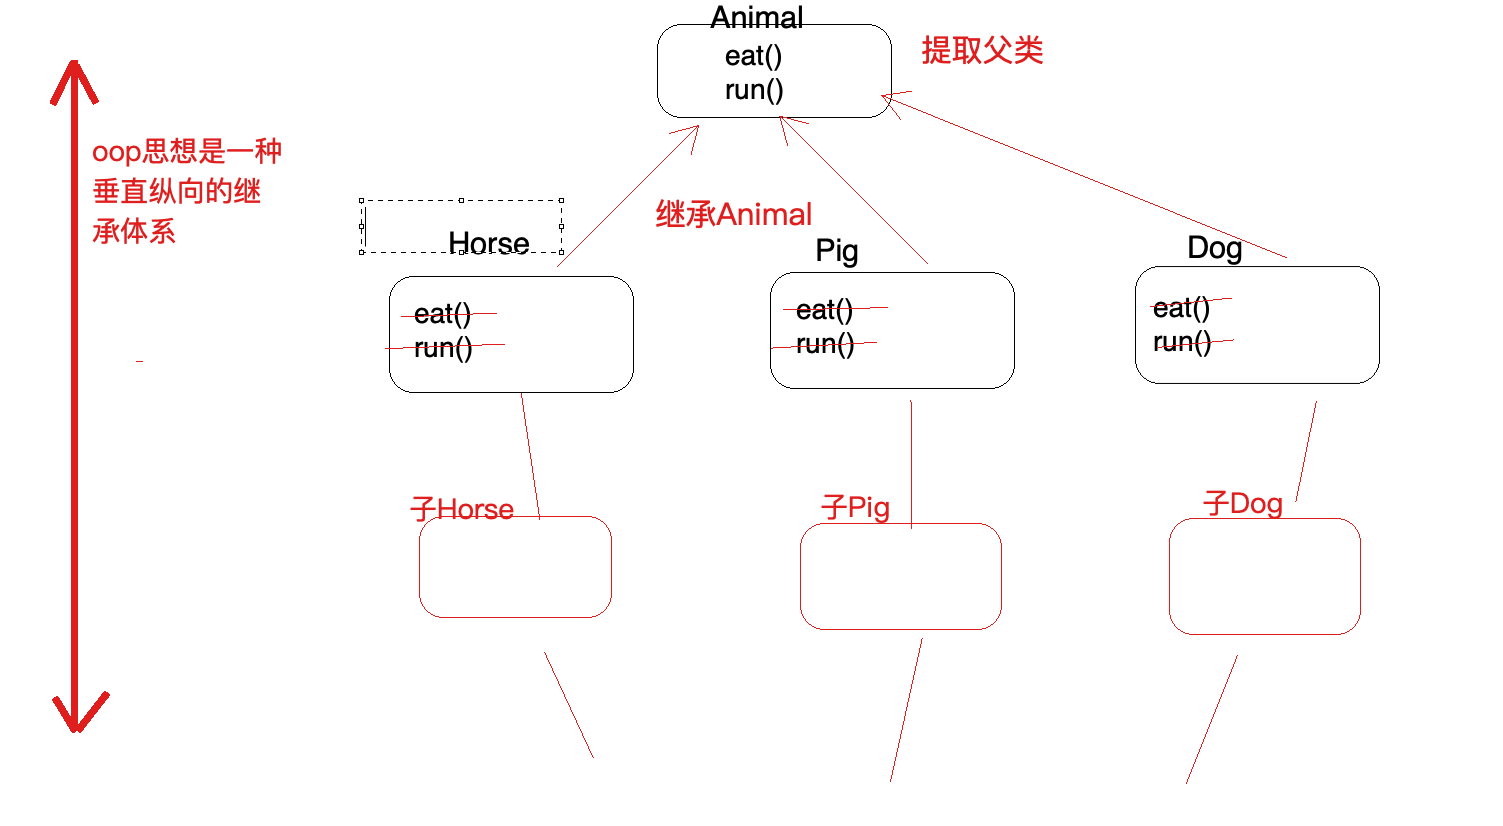 Animal
eat()
run()
提取父类
oop思想是一种
垂直纵向的继
承体系
继承Animal
Horse
eat()
run()
Pig
eat()
run()
Dog
eat()
run()
子Horse
子Pig
子Dog